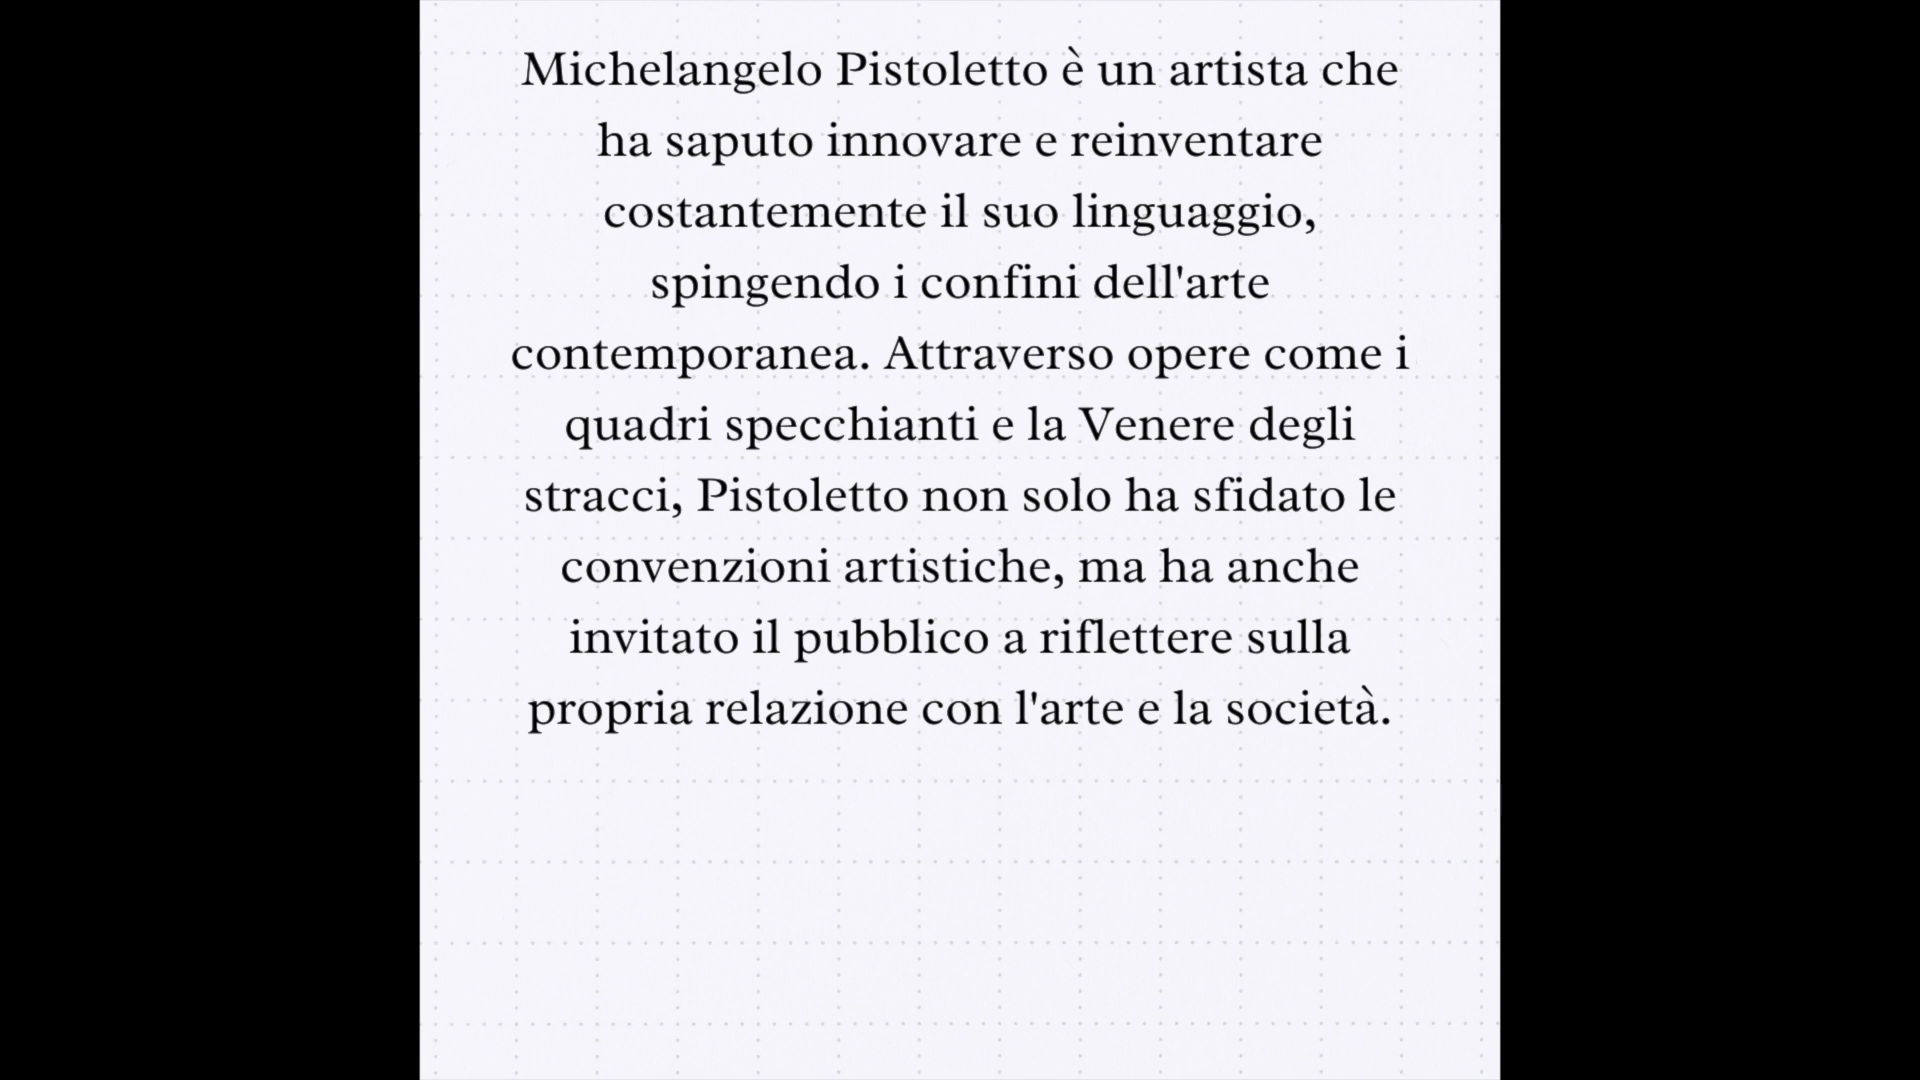 Michelangelo Pistoletto è un artista che
ha saputo innovare e reinventare
costantemente il suo linguaggio,
spingendo i confini dell'arte
contemporanea. Attraverso opere come i
quadri specchianti e la Venere degli
stracci, Pistoletto non solo ha sfidato le
convenzioni artistiche, ma ha anche
invitato il pubblico a riflettere sulla
propria relazione con l'arte e la società.